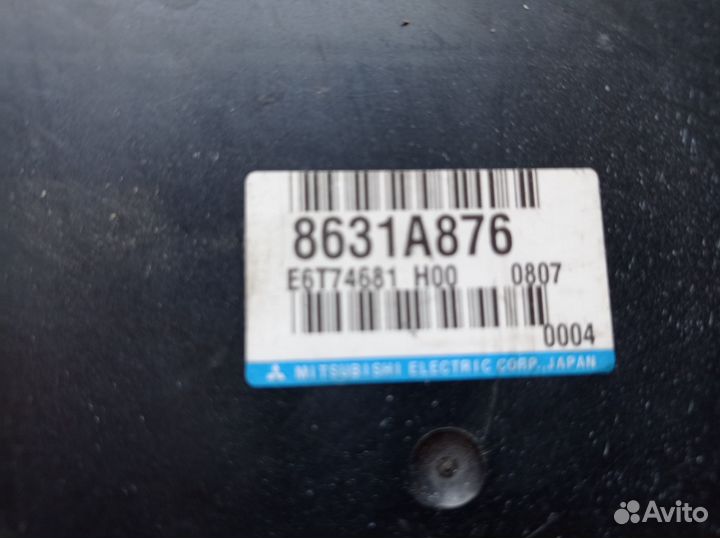 8631A876
E6T74681 H00 0807
0004
MITSUBISHI ELECTRIC CORP., JAPAN
Avito